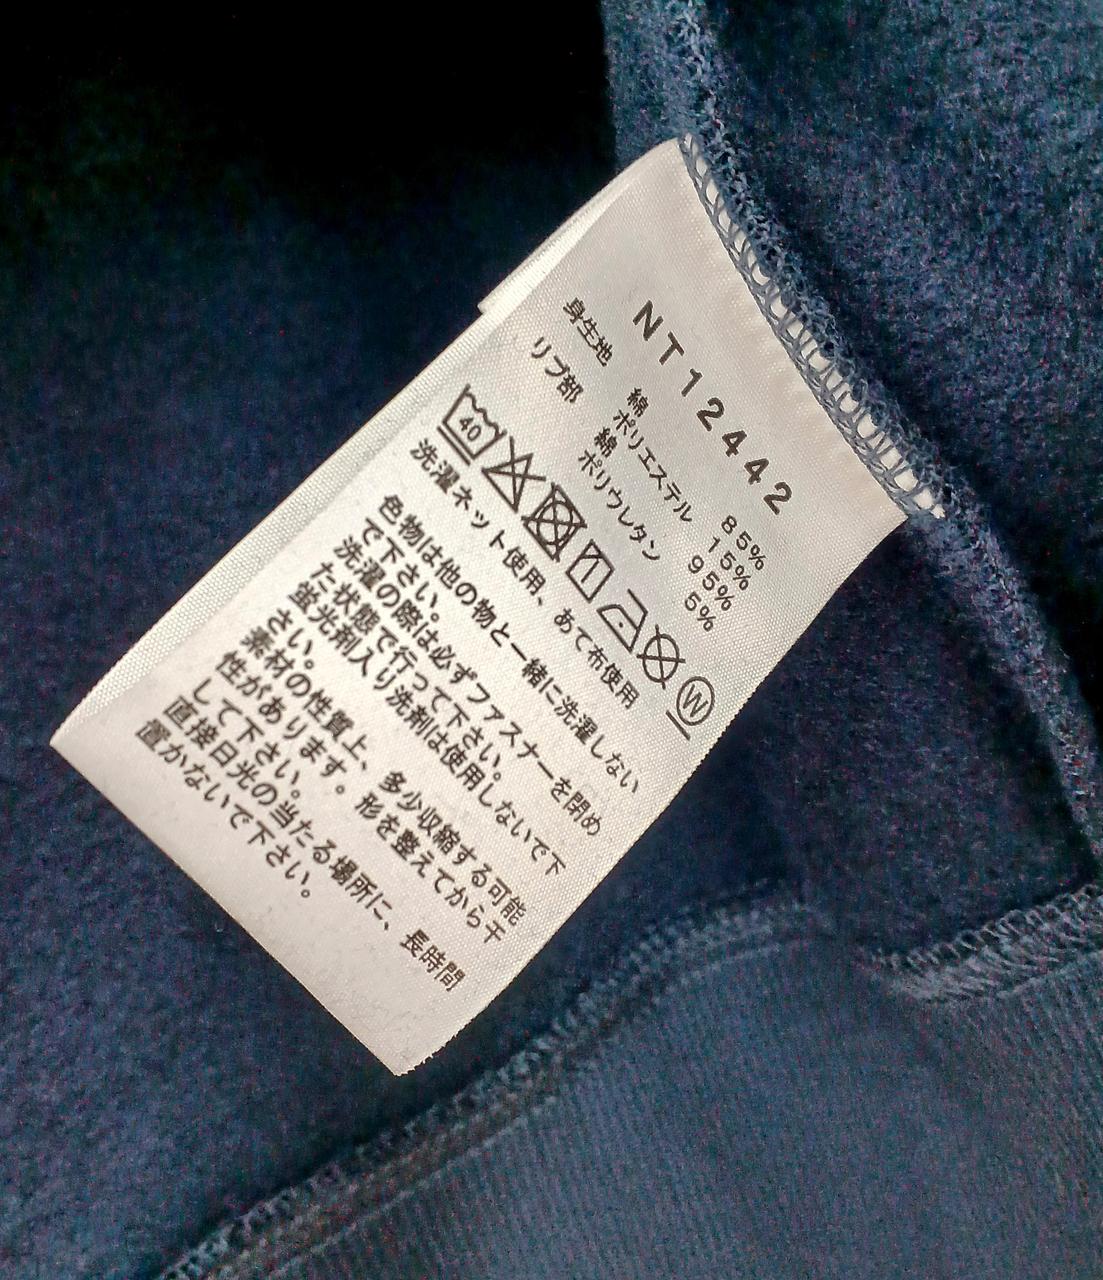 NT12442
身生地 綿 85%
ポリエステル 15%
リブ部 綿 95%
ポリウレタン 5%
40
W
洗濯ネット使用、あて布使用
色物は他の物と一緒に洗濯しない
で下さい。
洗濯の際は必ずファスナーを閉め
た状態で行って下さい。
蛍光剤入り洗剤は使用しないで下
さい。
素材の性質上、多少収縮する可能
性があります。形を整えてから干
して下さい。
直接日光の当たる場所に、長時間
置かないで下さい。